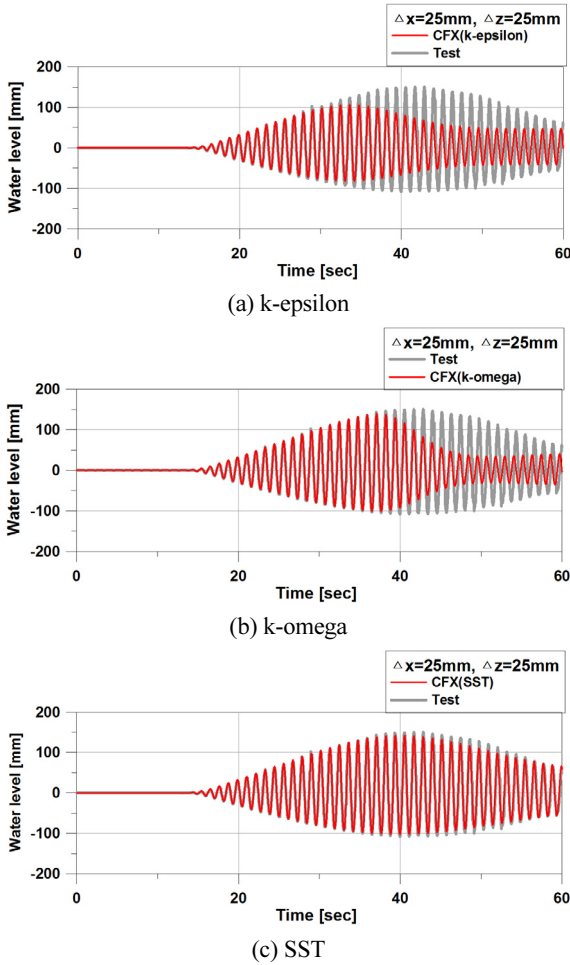 △x=25mm, △z=25mm
CFX(k-epsilon)
Test
Water level [mm]
200
100
0
-100
-200
0 20 40 60
Time [sec]
(a) k-epsilon
△x=25mm, △z=25mm
Test
CFX(k-omega)
Water level [mm]
200
100
0
-100
-200
0 20 40 60
Time [sec]
(b) k-omega
△x=25mm, △z=25mm
CFX(SST)
Test
Water level [mm]
200
100
0
-100
-200
0 20 40 60
Time [sec]
(c) SST